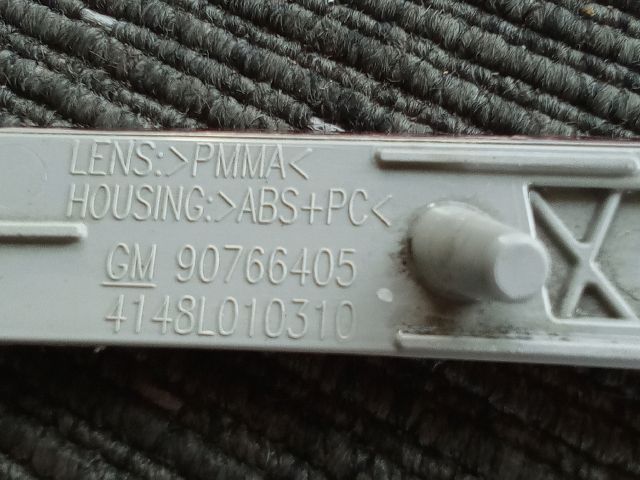 LENS:>PMMA<
HOUSING:>ABS+PC<
GM 90766405
4148L010310